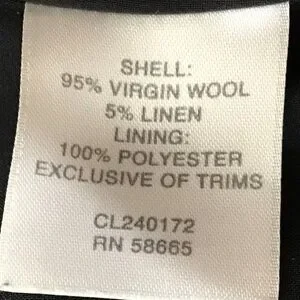 SHELL:
95% VIRGIN WOOL
5% LINEN
LINING:
100% POLYESTER
EXCLUSIVE OF TRIMS
CL240172
RN 58665